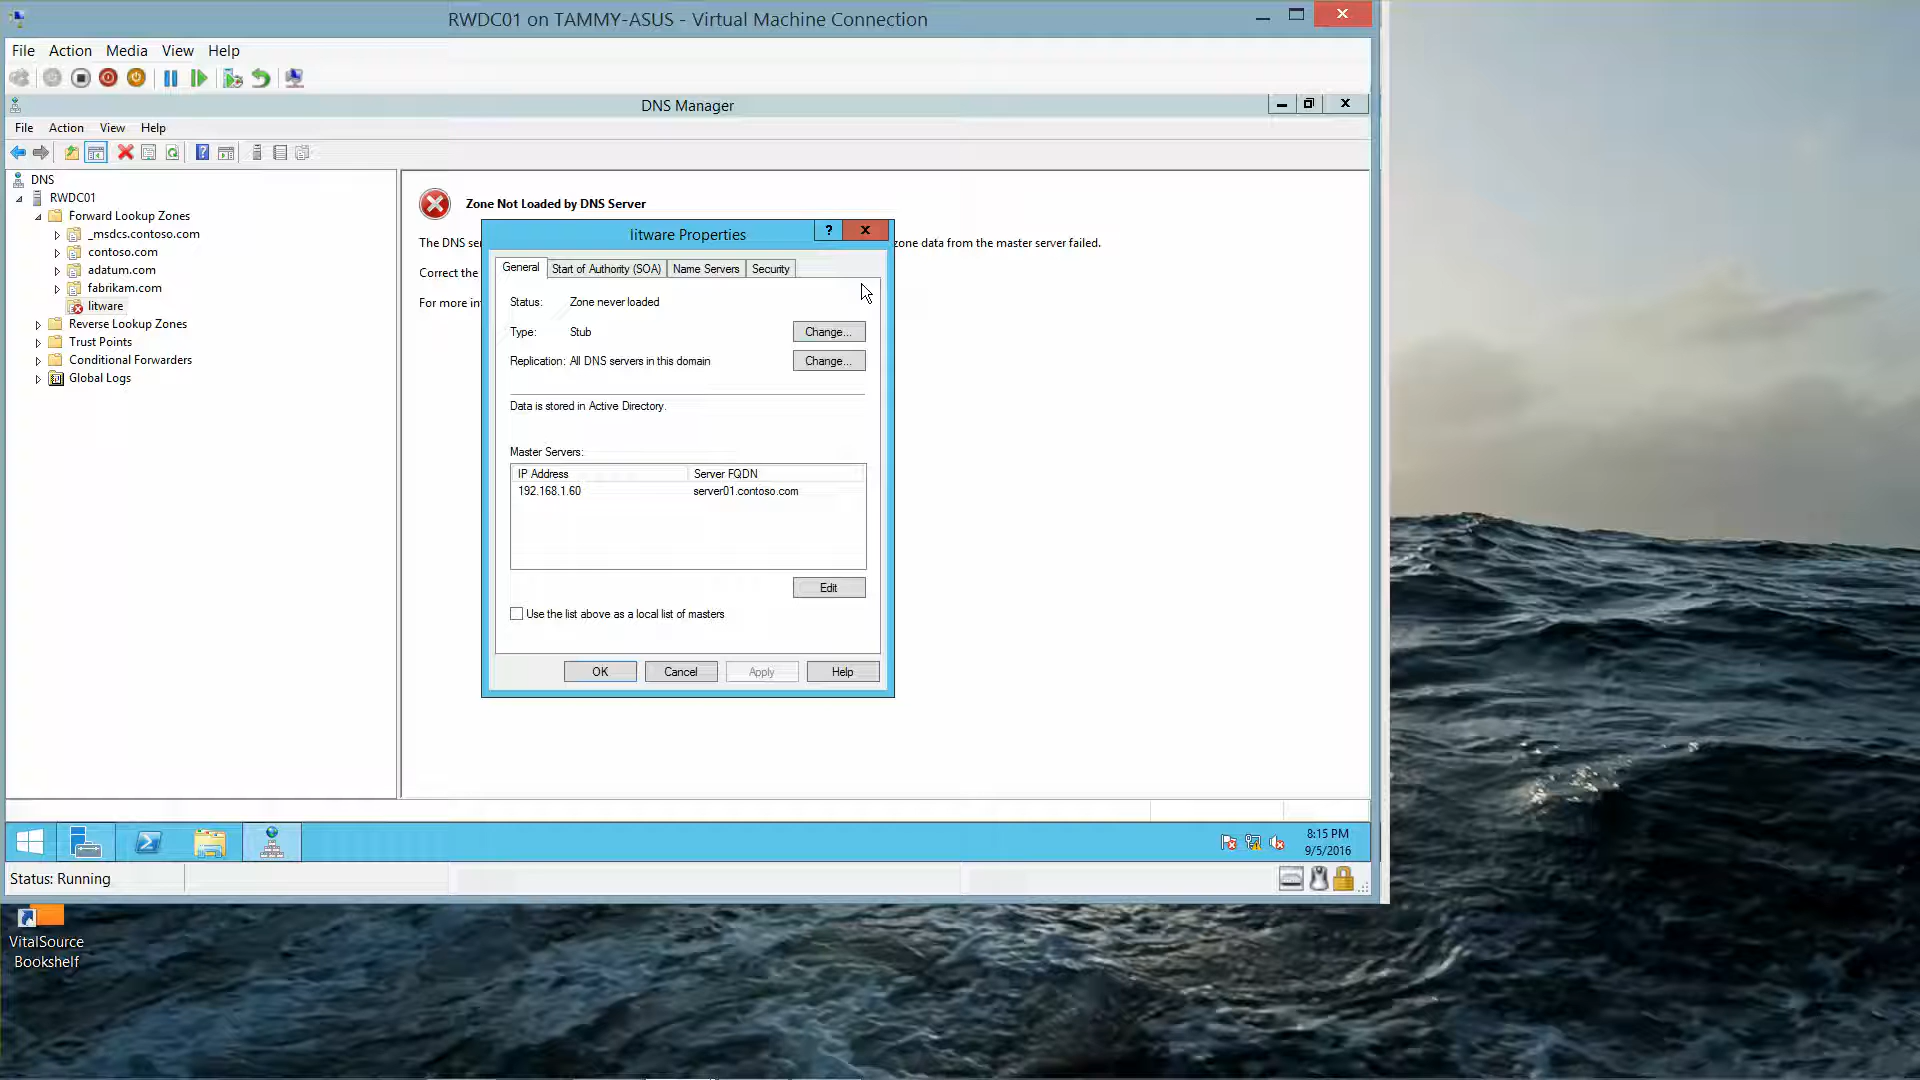 RWDC01 on TAMMY-ASUS - Virtual Machine Connection
File Action Media View Help
DNS Manager
File Action View Help
DNS
RWDC01
Forward Lookup Zones
_msdcs.contoso.com
contoso.com
adatum.com
fabrikam.com
litware
Reverse Lookup Zones
Trust Points
Conditional Forwarders
Global Logs
Zone Not Loaded by DNS Server
The DNS ser
zone data from the master server failed.
Correct the
For more in
litware Properties
General Start of Authority (SOA) Name Servers Security
Status: Zone never loaded
Type: Stub Change...
Replication: All DNS servers in this domain Change...
Data is stored in Active Directory.
Master Servers:
IP Address Server FQDN
192.168.1.60 server01.contoso.com
Edit
Use the list above as a local list of masters
OK Cancel Apply Help
8:15 PM
9/5/2016
Status: Running
VitalSource
Bookshelf